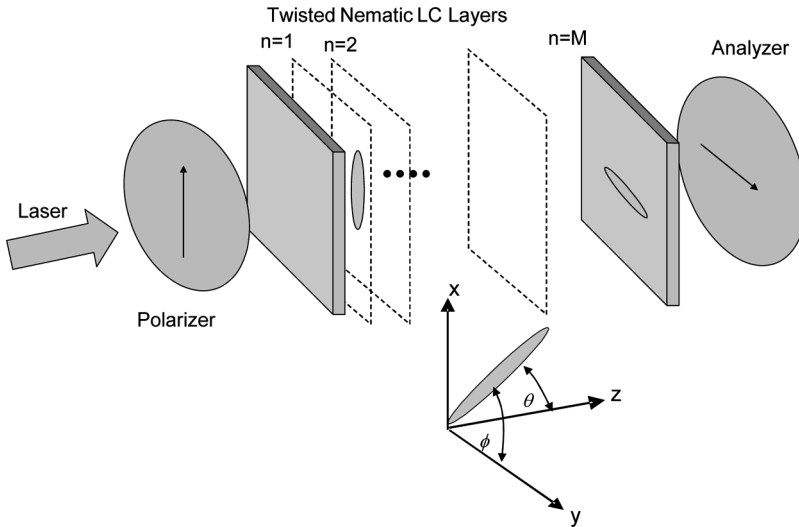 Twisted Nematic LC Layers
n=1
n=2
n=M
Analyzer
Laser
Polarizer
x
θ
z
ϕ
y